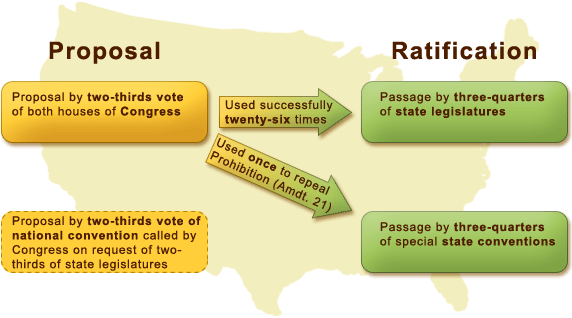 Proposal
Ratification
Proposal by two-thirds vote
of both houses of Congress
Used successfully
twenty-six times
Passage by three-quarters
of state legislatures
Used once to repeal
Prohibition (Amdt. 21)
Proposal by two-thirds vote of
national convention called by
Congress on request of two-
thirds of state legislatures
Passage by three-quarters
of special state conventions